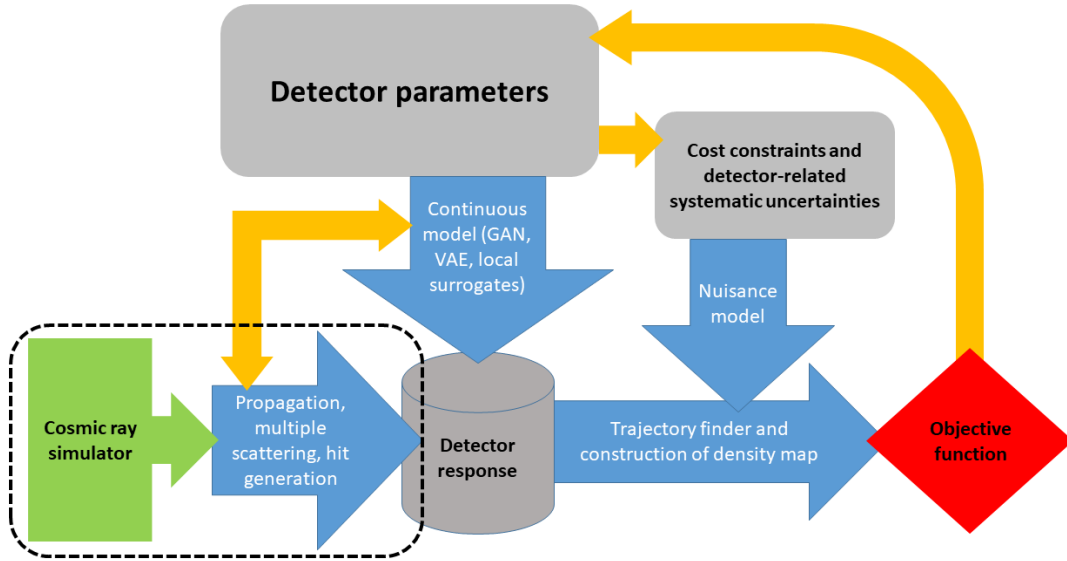 Detector parameters
Cost constraints and
detector-related
systematic uncertainties
Continuous
model (GAN,
VAE, local
surrogates)
Nuisance
model
Cosmic ray
simulator
Propagation,
multiple
scattering, hit
generation
Detector
response
Trajectory finder and
construction of density map
Objective
function